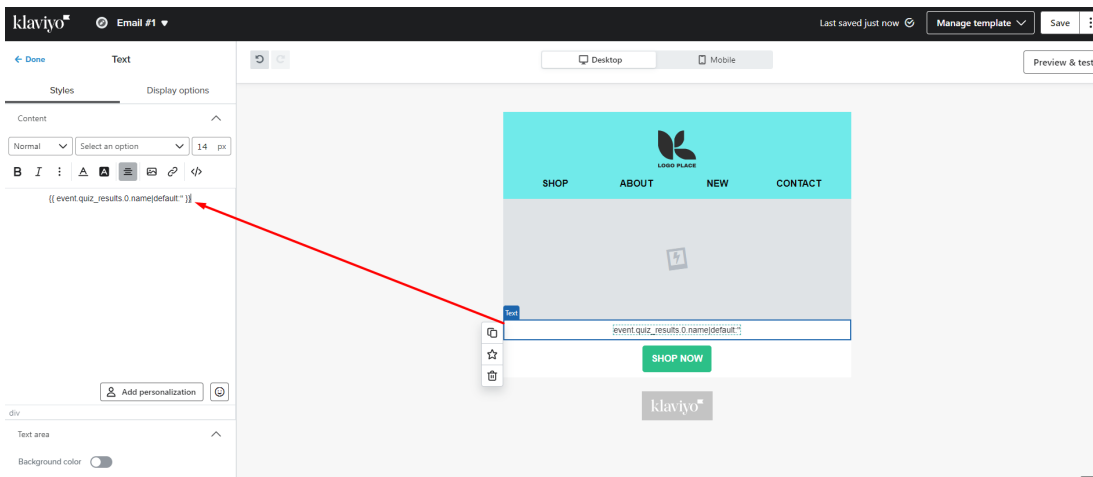 klaviyo Email #1 Last saved just now Manage template Save
Done Text Desktop Mobile Preview & test
Styles Display options
Content
Normal Select an option 14 px
B I A A
{{ event.quiz_results.0.name|default:'' }}
LOGO PLACE
SHOP ABOUT NEW CONTACT
Text
event.quiz_results.0.name|default:''
SHOP NOW
Add personalization
klaviyo
div
Text area
Background color